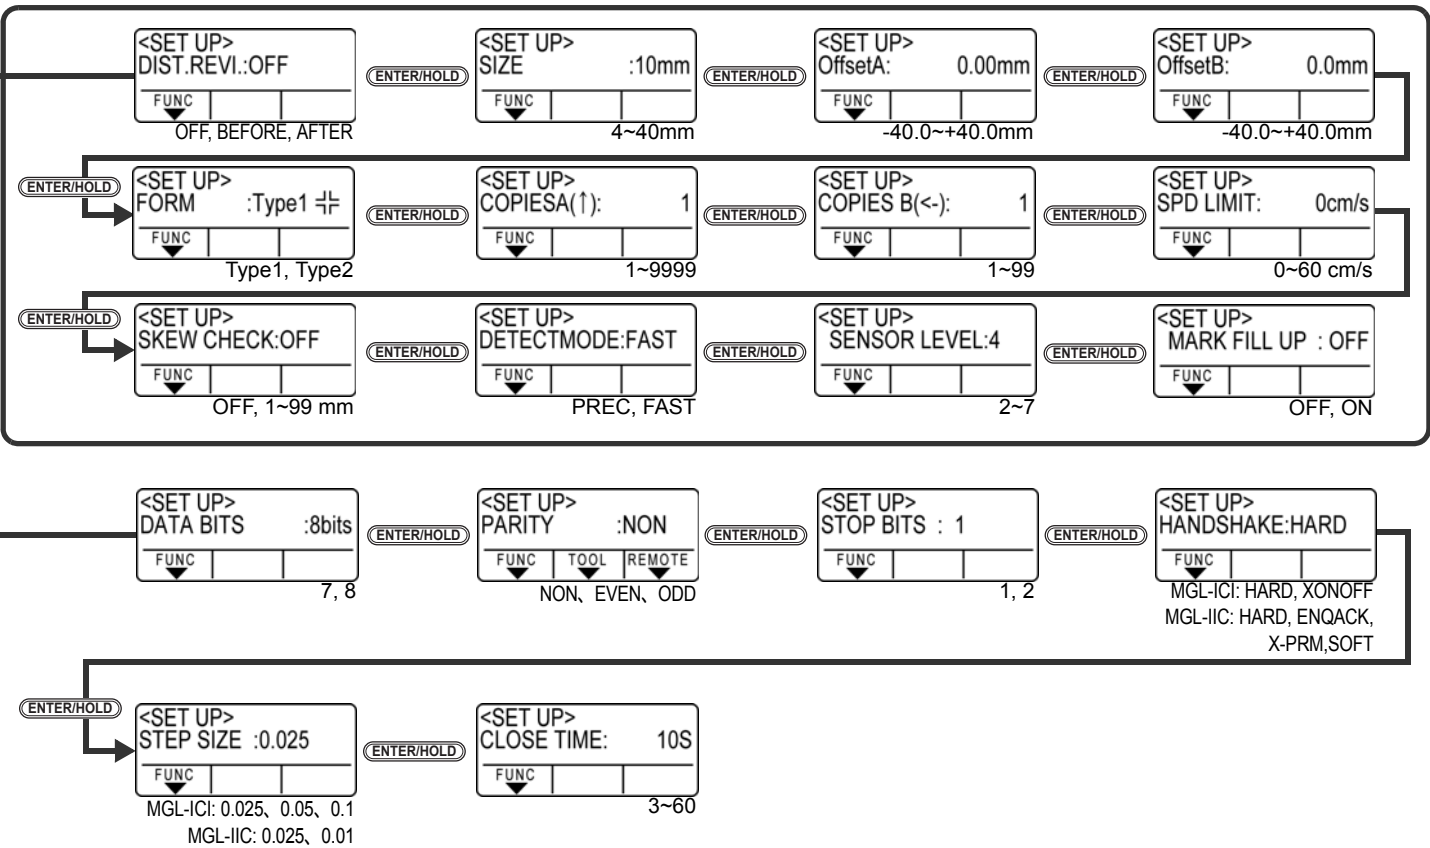 <SET UP>
DIST.REVI.:OFF
FUNC
OFF, BEFORE, AFTER
ENTER/HOLD
<SET UP>
SIZE :10mm
FUNC
4~40mm
ENTER/HOLD
<SET UP>
OffsetA: 0.00mm
FUNC
-40.0~+40.0mm
ENTER/HOLD
<SET UP>
OffsetB: 0.0mm
FUNC
-40.0~+40.0mm
ENTER/HOLD
<SET UP>
FORM :Type1
FUNC
Type1, Type2
ENTER/HOLD
<SET UP>
COPIESA(↑): 1
FUNC
1~9999
ENTER/HOLD
<SET UP>
COPIES B(<-): 1
FUNC
1~99
ENTER/HOLD
<SET UP>
SPD LIMIT: 0cm/s
FUNC
0~60 cm/s
ENTER/HOLD
<SET UP>
SKEW CHECK:OFF
FUNC
OFF, 1~99 mm
ENTER/HOLD
<SET UP>
DETECTMODE:FAST
FUNC
PREC, FAST
ENTER/HOLD
<SET UP>
SENSOR LEVEL:4
FUNC
2~7
ENTER/HOLD
<SET UP>
MARK FILL UP : OFF
FUNC
OFF, ON
<SET UP>
DATA BITS :8bits
FUNC
7, 8
ENTER/HOLD
<SET UP>
PARITY :NON
FUNC TOOL REMOTE
NON、EVEN、ODD
ENTER/HOLD
<SET UP>
STOP BITS : 1
FUNC
1, 2
ENTER/HOLD
<SET UP>
HANDSHAKE:HARD
FUNC
MGL-ICI: HARD, XONOFF
MGL-IIC: HARD, ENQACK,
X-PRM,SOFT
ENTER/HOLD
<SET UP>
STEP SIZE :0.025
FUNC
MGL-ICI: 0.025、0.05、0.1
MGL-IIC: 0.025、0.01
ENTER/HOLD
<SET UP>
CLOSE TIME: 10S
FUNC
3~60